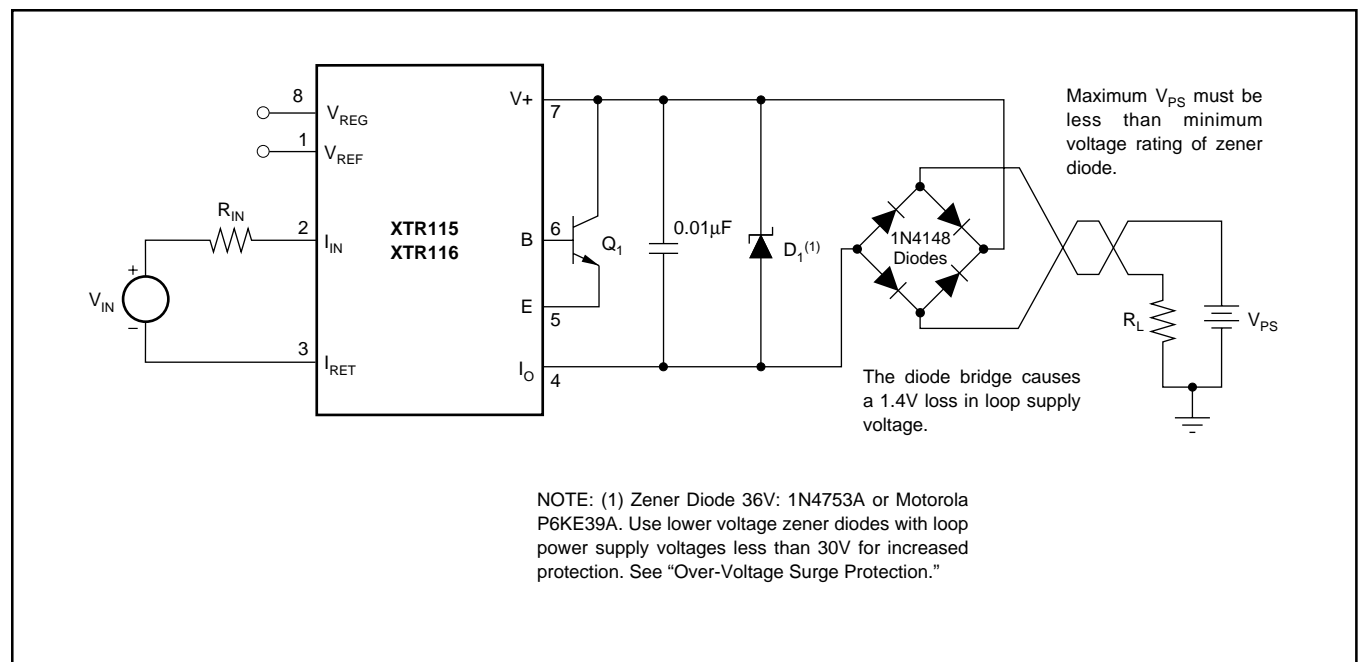 8
V_REG
1
V_REF
R_IN
2
I_IN
V_IN
+
–
3
I_RET
XTR115
XTR116
V+
7
6
B
Q_1
E
5
I_O
4
0.01μF
D_1^(1)
1N4148
Diodes
Maximum V_PS must be
less than minimum
voltage rating of zener
diode.
R_L
V_PS
The diode bridge causes
a 1.4V loss in loop supply
voltage.
NOTE: (1) Zener Diode 36V: 1N4753A or Motorola
P6KE39A. Use lower voltage zener diodes with loop
power supply voltages less than 30V for increased
protection. See “Over-Voltage Surge Protection.”